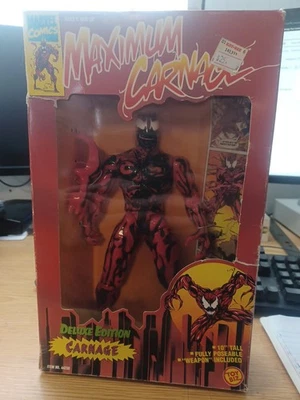 MARVEL
COMICS
MAXIMUM
CARNAGE
DELUXE EDITION
CARNAGE
10" TALL
FULLY POSEABLE
"WEAPON" INCLUDED
TOY BIZ